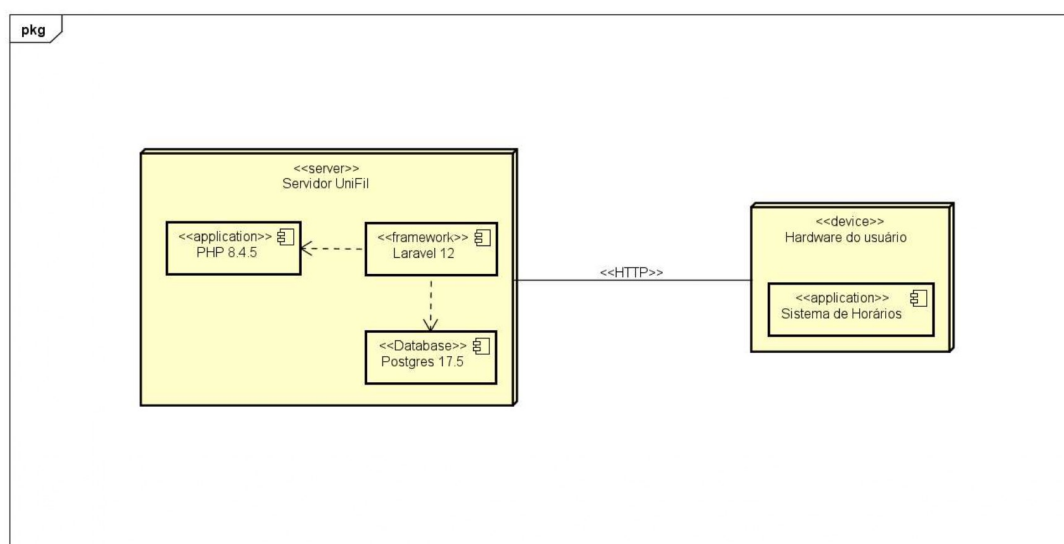 pkg
<<server>>
Servidor UniFil
<<application>>
PHP 8.4.5
<<framework>>
Laravel 12
<<Database>>
Postgres 17.5
<<HTTP>>
<<device>>
Hardware do usuário
<<application>>
Sistema de Horários